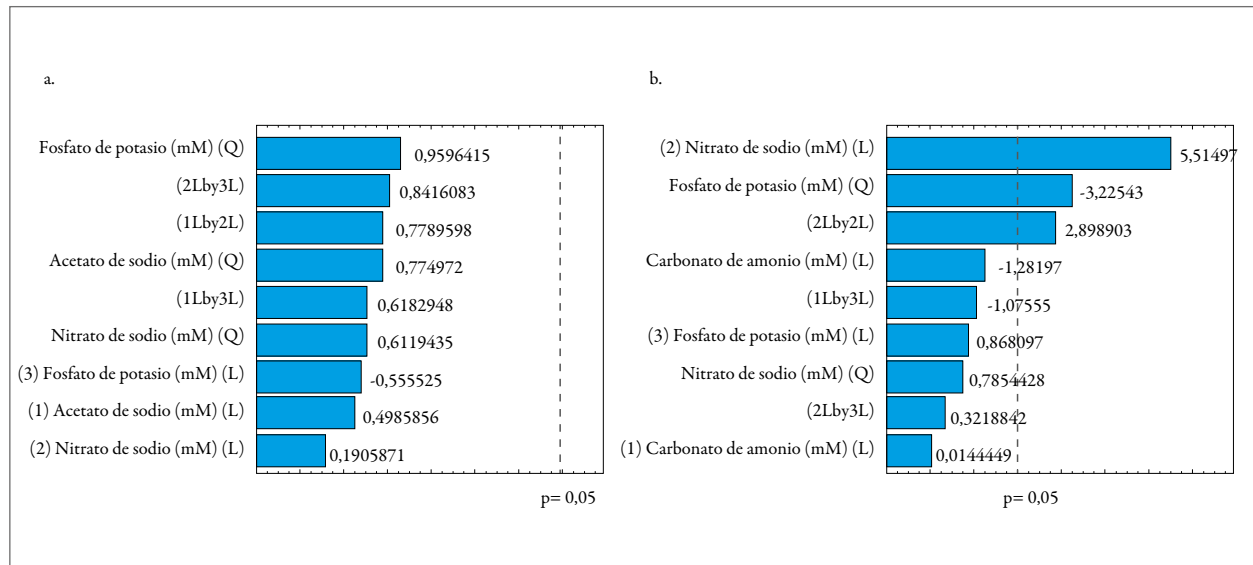 a.
Fosfato de potasio (mM) (Q) 0,9596415
(2Lby3L) 0,8416083
(1Lby2L) 0,7789598
Acetato de sodio (mM) (Q) 0,774972
(1Lby3L) 0,6182948
Nitrato de sodio (mM) (Q) 0,6119435
(3) Fosfato de potasio (mM) (L) -0,555525
(1) Acetato de sodio (mM) (L) 0,4985856
(2) Nitrato de sodio (mM) (L) 0,1905871
p= 0,05
b.
(2) Nitrato de sodio (mM) (L) 5,51497
Fosfato de potasio (mM) (Q) -3,22543
(2Lby2L) 2,898903
Carbonato de amonio (mM) (L) -1,28197
(1Lby3L) -1,07555
(3) Fosfato de potasio (mM) (L) 0,868097
Nitrato de sodio (mM) (Q) 0,7854428
(2Lby3L) 0,3218842
(1) Carbonato de amonio (mM) (L) 0,0144449
p= 0,05